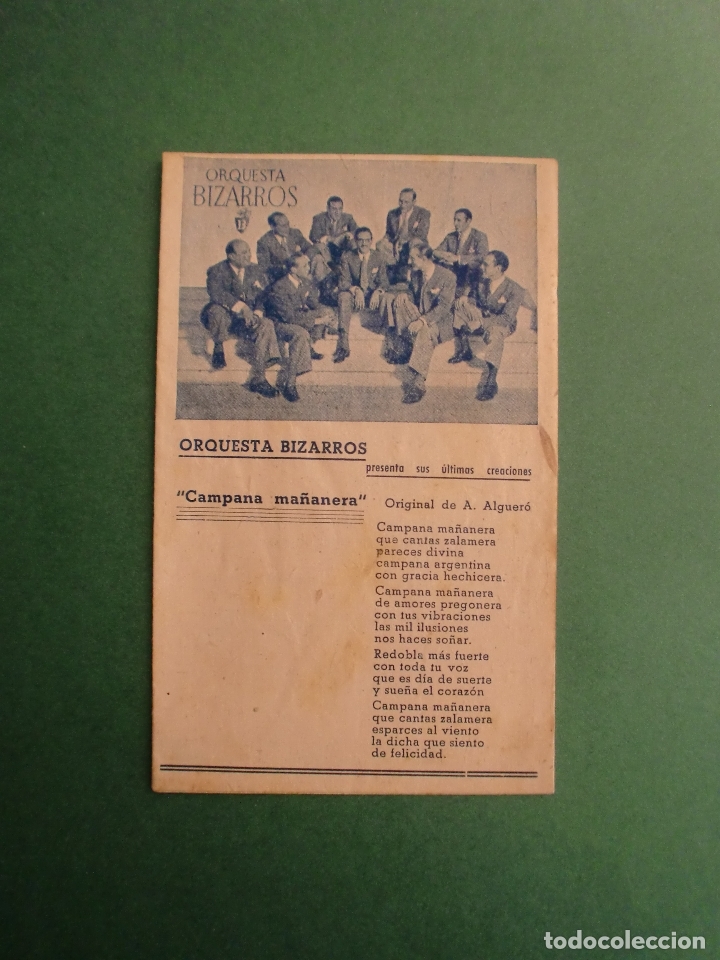 ORQUESTA
BIZARROS
ORQUESTA BIZARROS
presenta sus últimas creaciones
"Campana mañanera"
Original de A. Algueró
Campana mañanera
que cantas zalamera
pareces divina
campana argentina
con gracia hechicera.
Campana mañanera
de amores pregonera
con tus vibraciones
las mil ilusiones
nos haces soñar.
Redobla más fuerte
con toda tu voz
que es día de suerte
y sueña el corazón
Campana mañanera
que cantas zalamera
esparces al viento
la dicha que siento
de felicidad.
todocoleccion.net